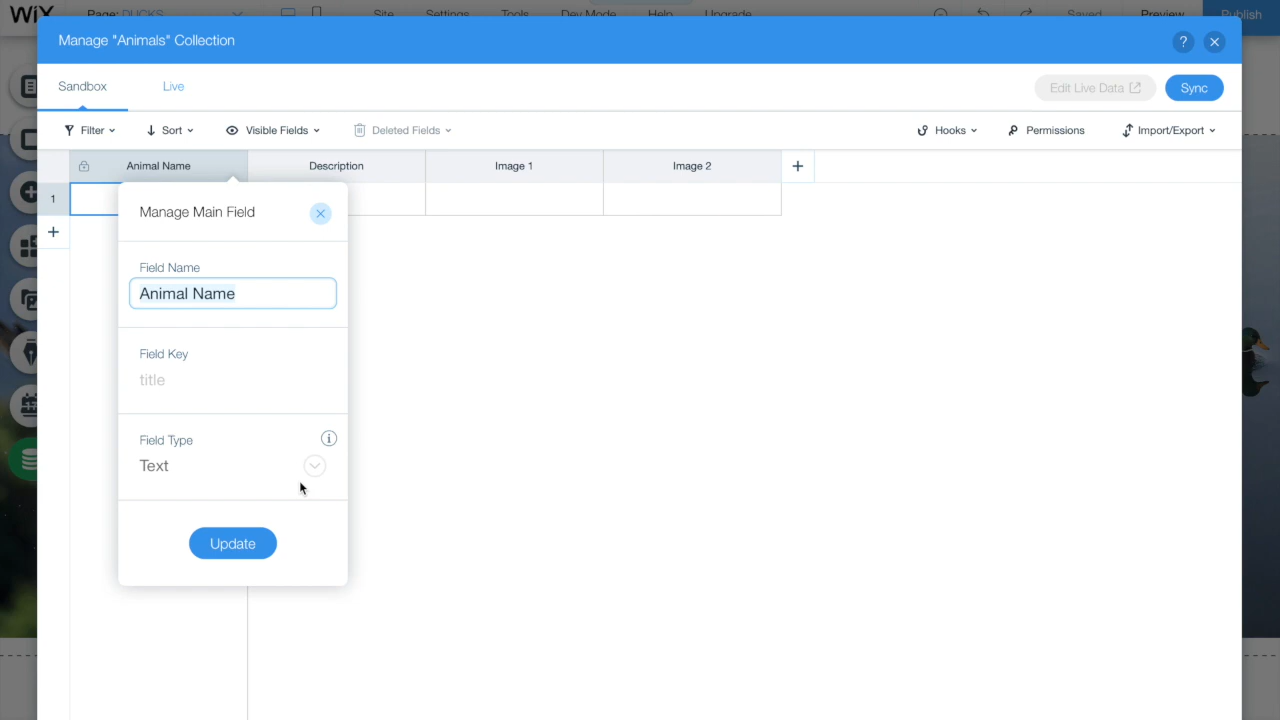 WiX Page: DUCKS Site Settings Tools Dev Mode Help Upgrade Saved Preview Publish
Manage "Animals" Collection
?
Sandbox Live Edit Live Data Sync
Filter Sort Visible Fields Deleted Fields Hooks Permissions Import/Export
Animal Name Description Image 1 Image 2 +
1
+
Manage Main Field
Field Name
Animal Name
Field Key
title
Field Type
Text
Update